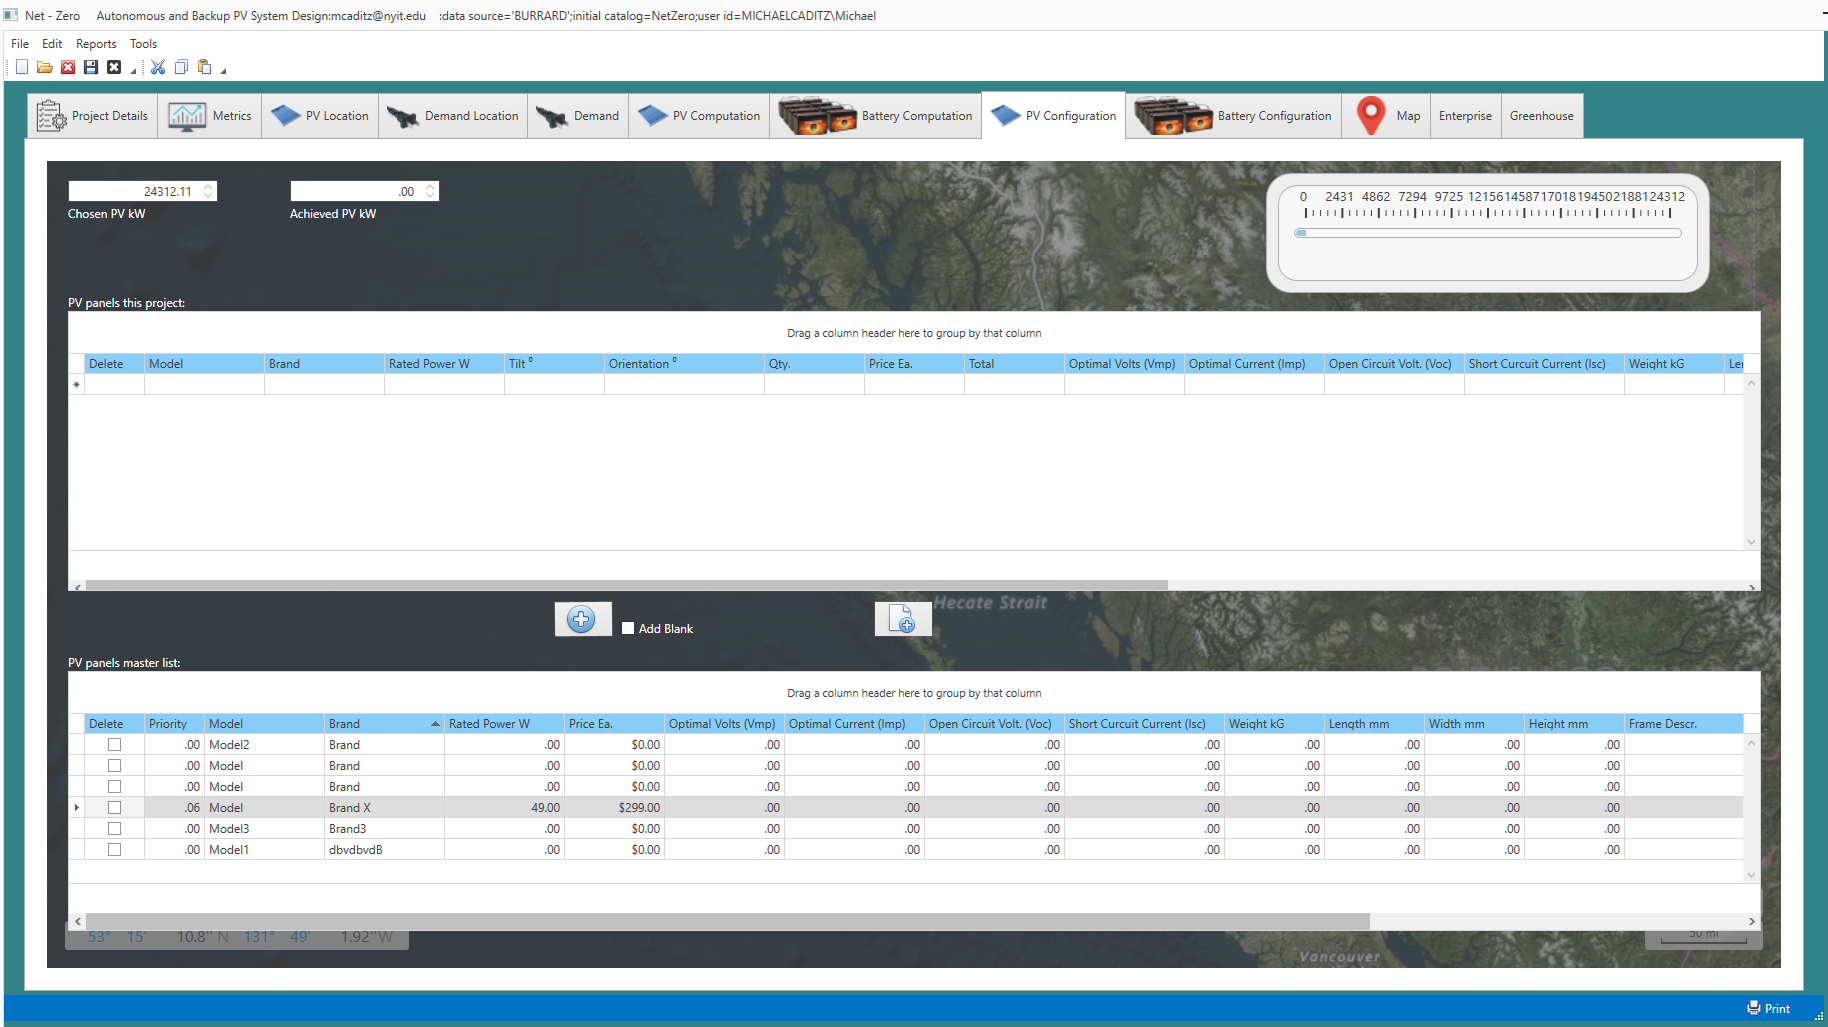 Net - Zero Autonomous and Backup PV System Design:mcaditz@nyit.edu :data source='BURRARD';initial catalog=NetZero;user id=MICHAELCADITZ\Michael
File Edit Reports Tools
Project Details Metrics PV Location Demand Location Demand PV Computation Battery Computation PV Configuration Battery Configuration Map Enterprise Greenhouse
24312.11 .00
Chosen PV kW Achieved PV kW
0 2431 4862 7294 9725 12156145871701819450218812​4312
PV panels this project:
Drag a column header here to group by that column
Delete Model Brand Rated Power W Tilt ⁰ Orientation ⁰ Qty. Price Ea. Total Optimal Volts (Vmp) Optimal Current (Imp) Open Circuit Volt. (Voc) Short Curcuit Current (Isc) Weight kG Ler
Hecate Strait
Add Blank
PV panels master list:
Drag a column header here to group by that column
Delete Priority Model Brand Rated Power W Price Ea. Optimal Volts (Vmp) Optimal Current (Imp) Open Circuit Volt. (Voc) Short Curcuit Current (Isc) Weight kG Length mm Width mm Height mm Frame Descr.
.00 Model2 Brand .00 $0.00 .00 .00 .00 .00 .00 .00 .00 .00
.00 Model Brand .00 $0.00 .00 .00 .00 .00 .00 .00 .00 .00
.00 Model Brand .00 $0.00 .00 .00 .00 .00 .00 .00 .00 .00
.06 Model Brand X 49.00 $299.00 .00 .00 .00 .00 .00 .00 .00 .00
.00 Model3 Brand3 .00 $0.00 .00 .00 .00 .00 .00 .00 .00 .00
.00 Model1 dbvdbvdB .00 $0.00 .00 .00 .00 .00 .00 .00 .00 .00
53° 15' 10.8'' N 131° 49' 1.92''W 50 mi
Vancouver
Print